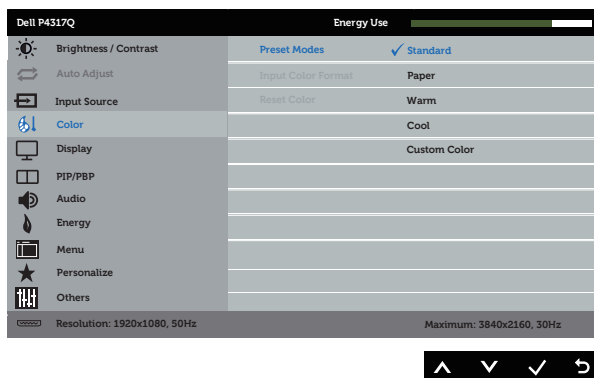 Dell P4317Q Energy Use
Brightness / Contrast Preset Modes Standard
Auto Adjust Input Color Format Paper
Input Source Reset Color Warm
Color Cool
Display Custom Color
PIP/PBP
Audio
Energy
Menu
Personalize
Others
Resolution: 1920x1080, 50Hz Maximum: 3840x2160, 30Hz